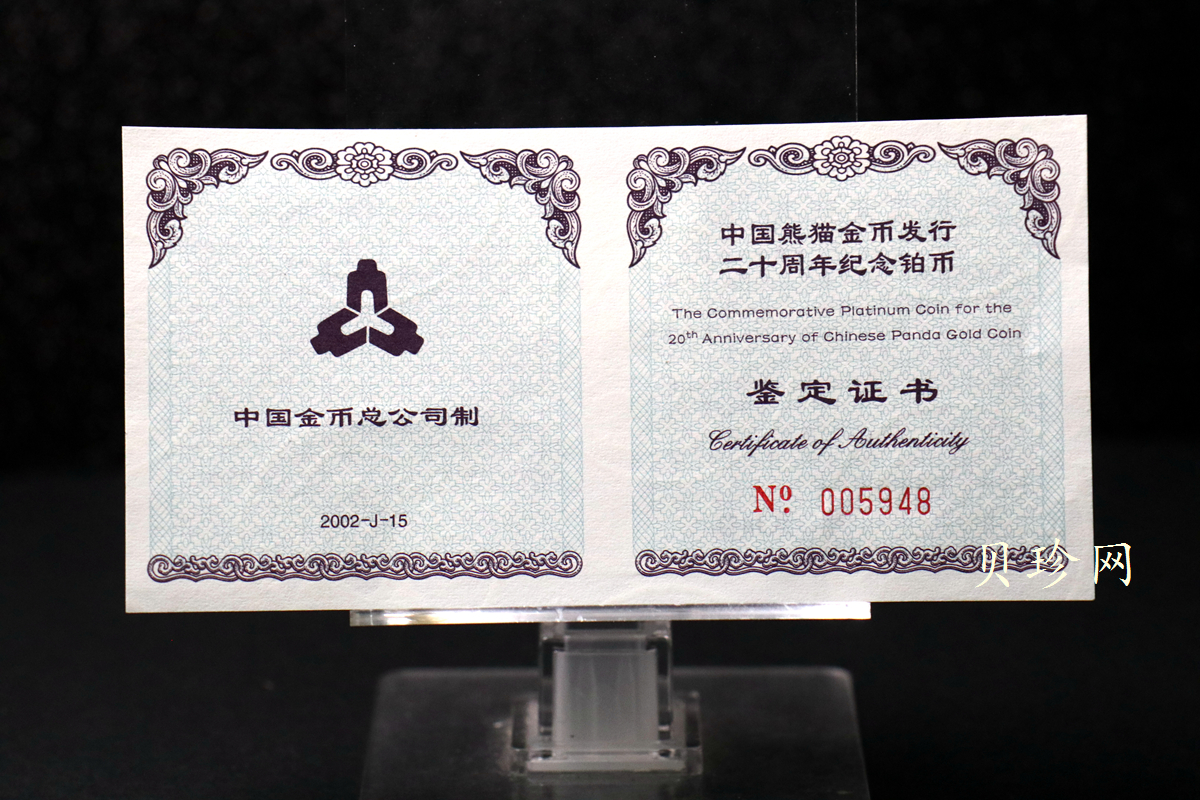 中国金币总公司制
2002-J-15
中国熊猫金币发行
二十周年纪念铂币
The Commemorative Platinum Coin for the
20th Anniversary of Chinese Panda Gold Coin
鉴定证书
Certificate of Authenticity
Nº. 005948
贝珍网